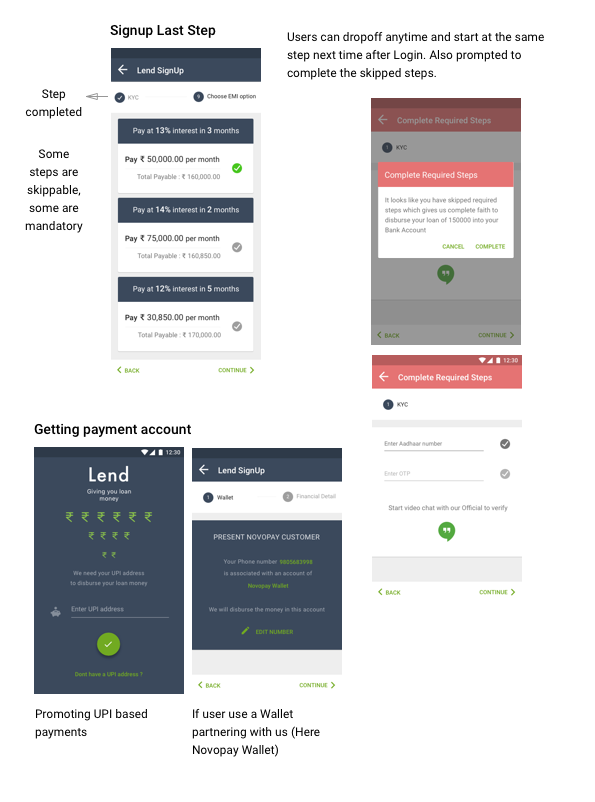 Signup Last Step
Users can dropoff anytime and start at the same
step next time after Login. Also prompted to
complete the skipped steps.
Step
completed
Some
steps are
skippable,
some are
mandatory
Lend SignUp
KYC
5
Choose EMI option
Pay at 13% interest in 3 months
Pay ₹ 50,000.00 per month
Total Payable : ₹ 160,000.00
Pay at 14% interest in 2 months
Pay ₹ 75,000.00 per month
Total Payable : ₹ 160,850.00
Pay at 12% interest in 5 months
Pay ₹ 30,850.00 per month
Total Payable : ₹ 170,000.00
BACK
CONTINUE
Complete Required Steps
1
KYC
Complete Required Steps
It looks like you have skipped required
steps which gives us complete faith to
disburse your loan of 150000 into your
Bank Account
CANCEL
COMPLETE
BACK
CONTINUE
12:30
Complete Required Steps
1
KYC
Enter Aadhaar number
Enter OTP
Start video chat with our Official to verify
BACK
CONTINUE
Getting payment account
12:30
Lend
Giving you loan
money
₹ ₹ ₹ ₹ ₹ ₹
₹ ₹ ₹ ₹
₹ ₹
We need your UPI address
to disburse your loan money
Enter UPI address
Dont have a UPI address ?
Lend SignUp
1
Wallet
2
Financial Detail
PRESENT NOVOPAY CUSTOMER
Your Phone number 9805683998
is associated with an account of
Novopay Wallet
We will disburse the money in this account
EDIT NUMBER
BACK
CONTINUE
Promoting UPI based
payments
If user use a Wallet
partnering with us (Here
Novopay Wallet)